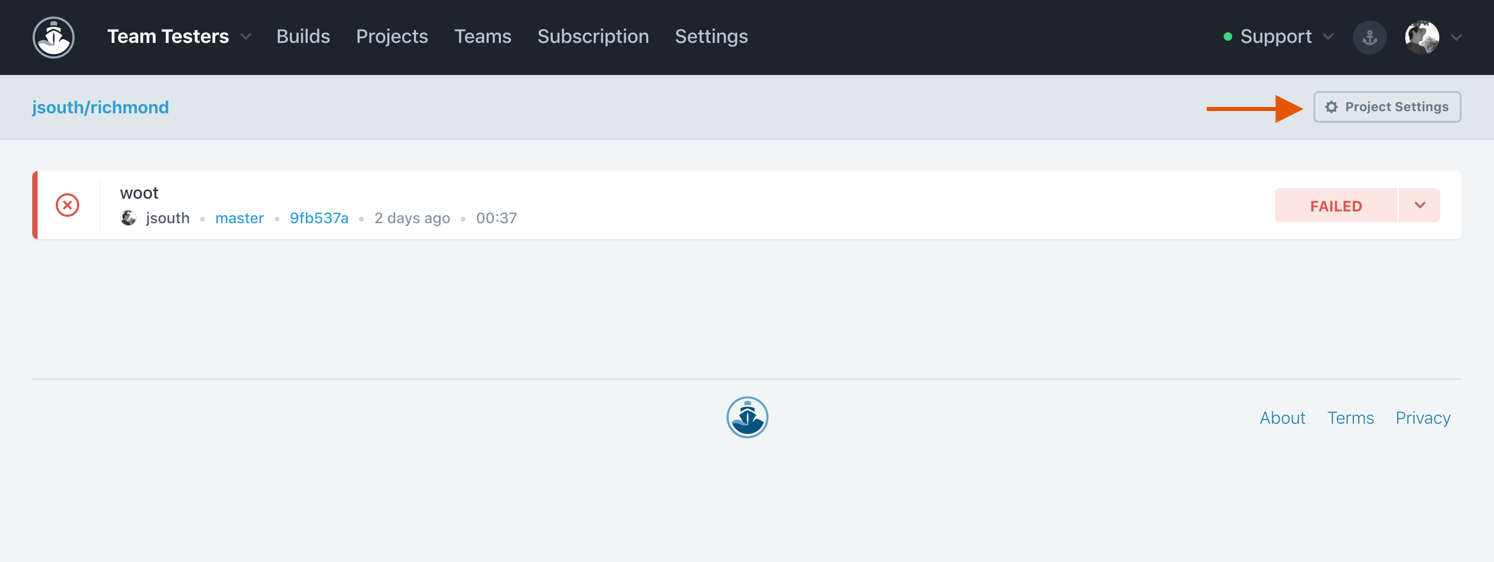 Team Testers Builds Projects Teams Subscription Settings Support
jsouth/richmond Project Settings
woot
jsouth • master • 9fb537a • 2 days ago • 00:37 FAILED
About Terms Privacy